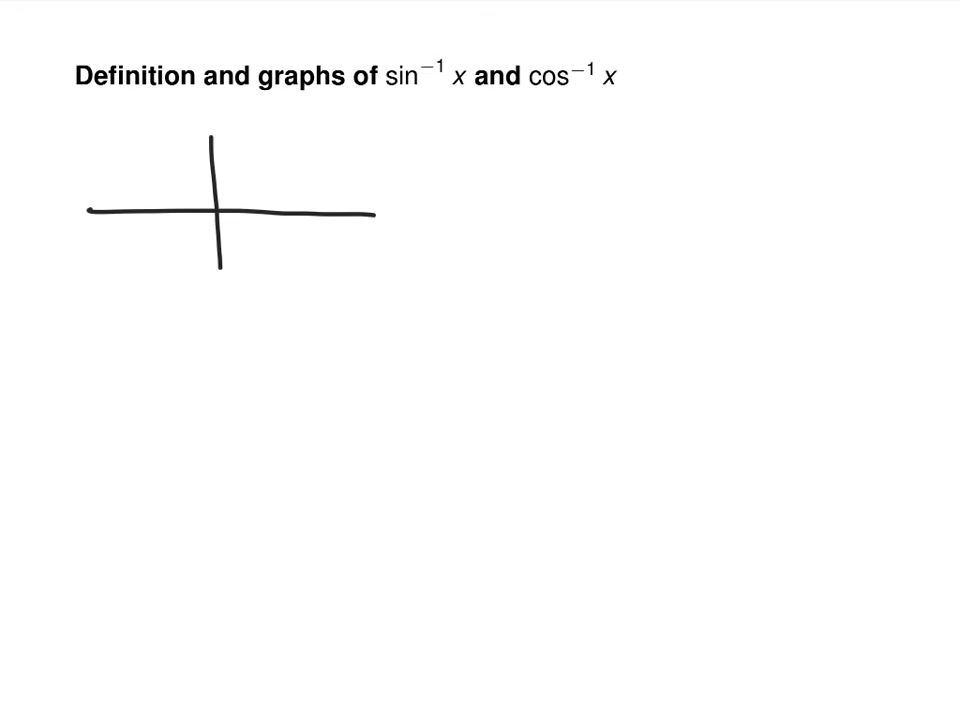 Definition and graphs of sin⁻¹ x and cos⁻¹ x